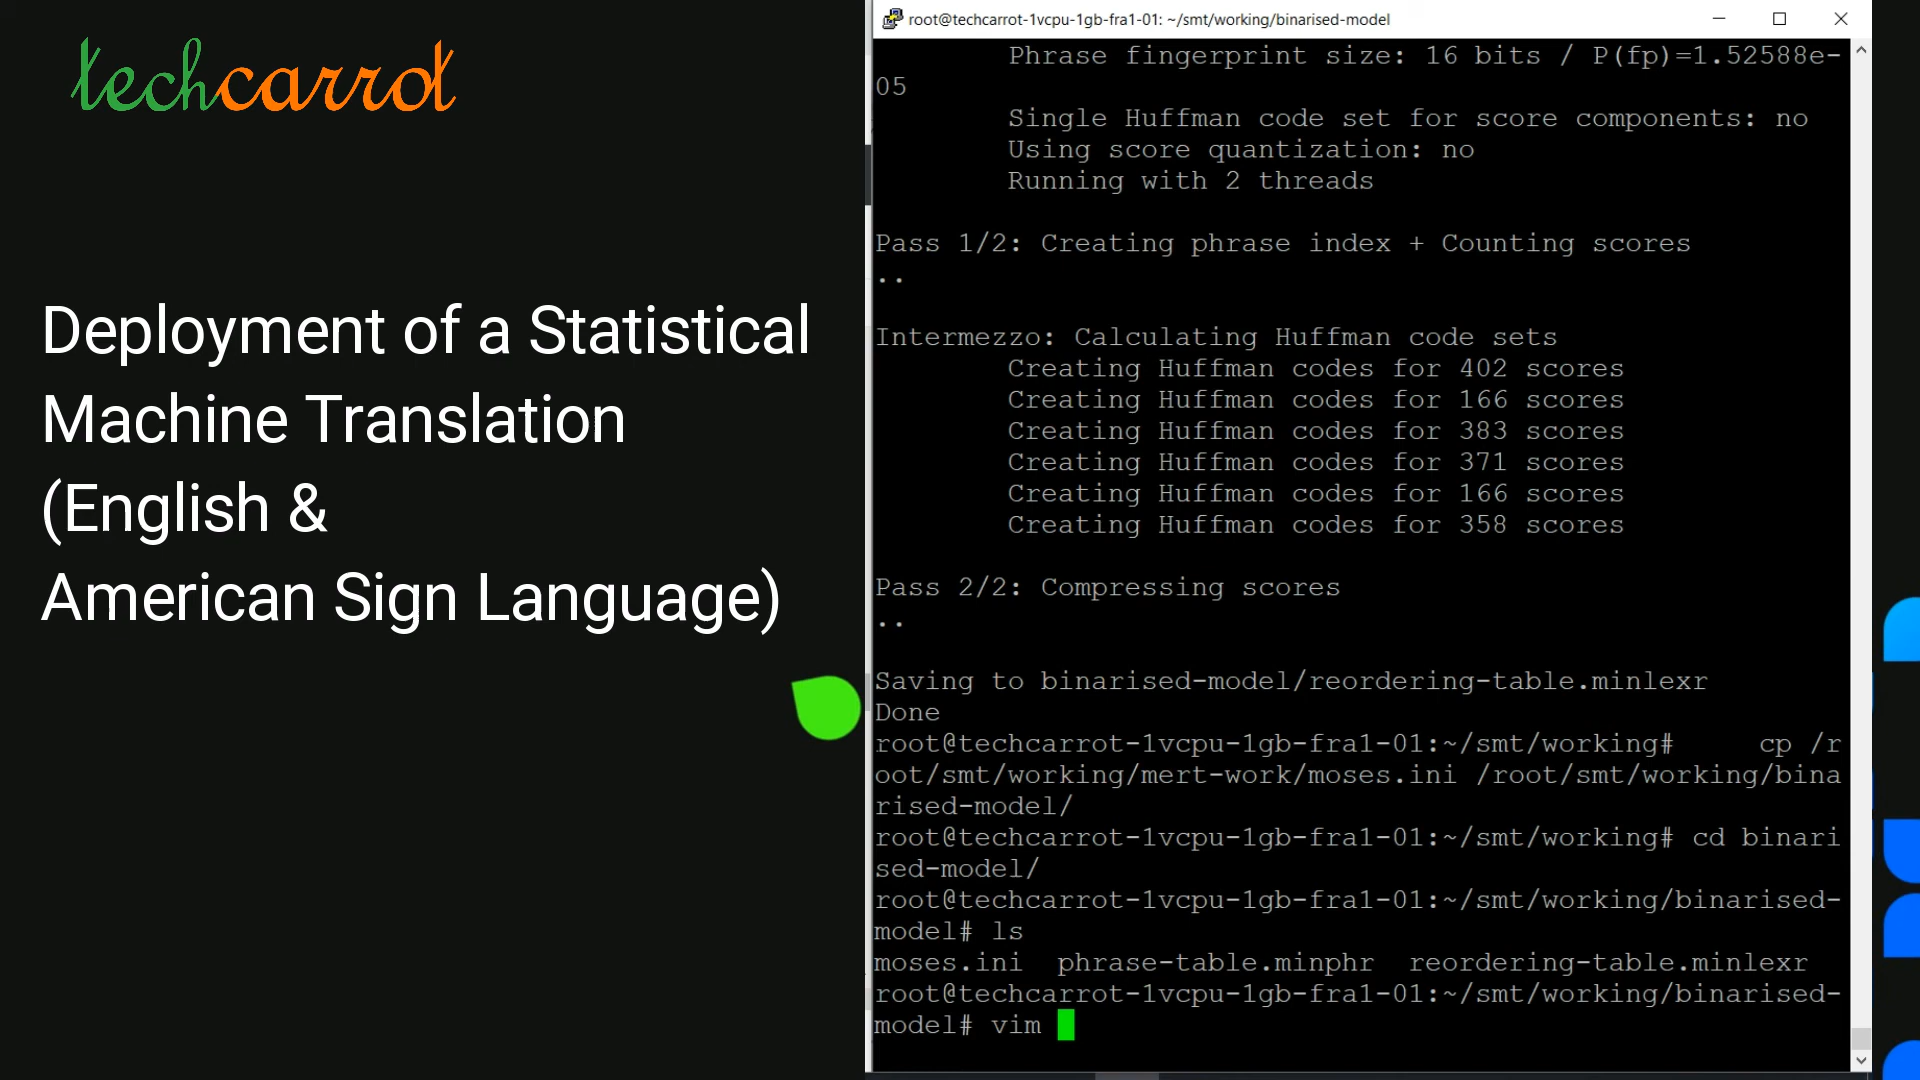 techcarrot
Deployment of a Statistical
Machine Translation
(English &
American Sign Language)
root@techcarrot-1vcpu-1gb-fra1-01: ~/smt/working/binarised-model
Phrase fingerprint size: 16 bits / P(fp)=1.52588e-
05
Single Huffman code set for score components: no
Using score quantization: no
Running with 2 threads
Pass 1/2: Creating phrase index + Counting scores
..
Intermezzo: Calculating Huffman code sets
Creating Huffman codes for 402 scores
Creating Huffman codes for 166 scores
Creating Huffman codes for 383 scores
Creating Huffman codes for 371 scores
Creating Huffman codes for 166 scores
Creating Huffman codes for 358 scores
Pass 2/2: Compressing scores
..
Saving to binarised-model/reordering-table.minlexr
Done
root@techcarrot-1vcpu-1gb-fra1-01:~/smt/working# cp /r
oot/smt/working/mert-work/moses.ini /root/smt/working/bina
rised-model/
root@techcarrot-1vcpu-1gb-fra1-01:~/smt/working# cd binari
sed-model/
root@techcarrot-1vcpu-1gb-fra1-01:~/smt/working/binarised-
model# ls
moses.ini phrase-table.minphr reordering-table.minlexr
root@techcarrot-1vcpu-1gb-fra1-01:~/smt/working/binarised-
model# vim